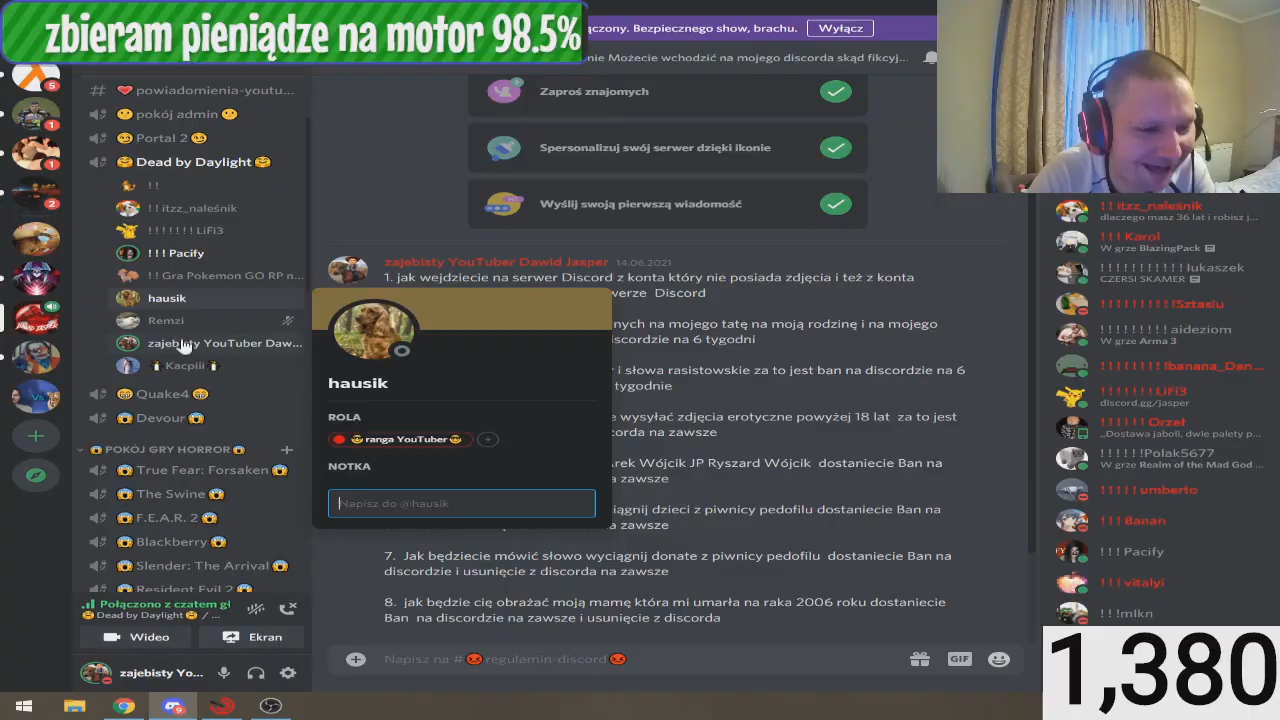 zbieram pieniądze na motor 98.5%
ączony. Bezpiecznego show, brachu.
Wyłącz
nie Możecie wchodzić na mojego discorda skąd fikcyj...
5
1
1
2
# ❤ powiadomienia-youtu...
pokój admin
Portal 2
Dead by Daylight
! !
! ! itzz_naleśnik
! ! ! ! ! ! ! LiFi3
! ! ! Pacify
! ! Gra Pokemon GO RP n...
hausik
Remzi
zajebisty YouTuber Daw...
Kacpiii
Quake4
Devour
POKÓJ GRY HORROR
True Fear: Forsaken
The Swine
F.E.A.R. 2
Blackberry
Slender: The Arrival
Resident Evil 2
Połączono z czatem gł
Dead by Daylight / ...
Wideo
Ekran
zajebisty Yo...
Zaproś znajomych
Spersonalizuj swój serwer dzięki ikonie
Wyślij swoją pierwszą wiadomość
zajebisty YouTuber Dawid Jasper 14.06.2021
1. jak wejdziecie na serwer Discord z konta który nie posiada zdjęcia i też z konta
werze Discord
nych na mojego tatę na moją rodzinę i na mojego
discordzie na 6 tygodni
y i słowa rasistowskie za to jest ban na discordzie na 6
tygodnie
e wysyłać zdjęcia erotyczne powyżej 18 lat za to jest
orda na zawsze
arek Wójcik JP Ryszard Wójcik dostaniecie Ban na
a zawsze
gnij dzieci z piwnicy pedofilu dostaniecie Ban na
a zawsze
7. Jak będziecie mówić słowo wyciągnij donate z piwnicy pedofilu dostaniecie Ban na
discordzie i usunięcie z discorda na zawsze
8. jak będzie cię obrażać moją mamę która mi umarła na raka 2006 roku dostaniecie
Ban na discordzie na zawsze i usunięcie z discorda
Napisz na # regulamin-discord
GIF
hausik
ROLA
ranga YouTuber
+
NOTKA
Napisz do @hausik
! ! itzz_naleśnik
dlaczego masz 36 lat i robisz j...
! ! ! Karol
W grze BlazingPack
! ! ! ! ! ! ! ! ! ! ! lukaszek
CZERSI SKAMER
! ! ! ! ! ! ! ! ! ! Sztasiu
! ! ! ! ! ! ! ! ! aideziom
W grze Arma 3
! ! ! ! ! ! ! ! !banana_Dan...
! ! ! ! ! ! ! LiFi3
discord.gg/jasper
! ! ! ! ! ! ! Orzeł
,,Dostawa jaboli, dwie palety p...
! ! ! ! ! !Polak5677
W grze Realm of the Mad God ...
! ! ! ! ! umberto
! ! ! Banan
! ! ! Pacify
! ! ! vitalyi
! ! !mlkn
1,380
9